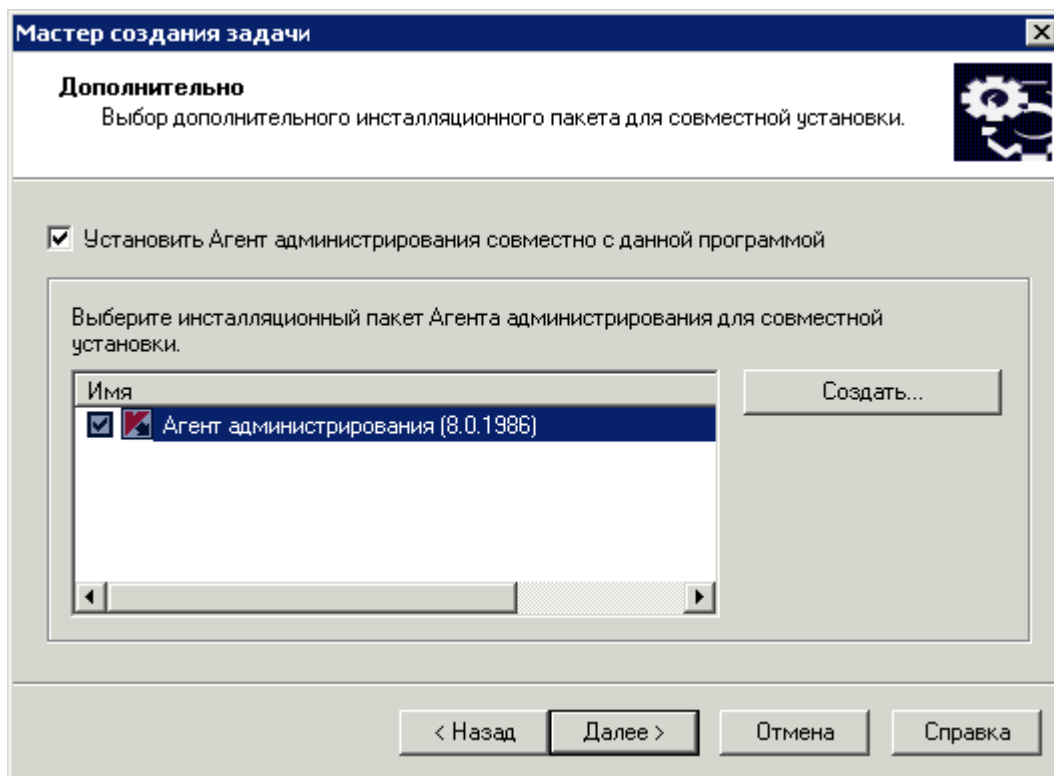 Мастер создания задачи
Дополнительно
Выбор дополнительного инсталляционного пакета для совместной установки.
Установить Агент администрирования совместно с данной программой
Выберите инсталляционный пакет Агента администрирования для совместной
установки.
Имя
Создать...
Агент администрирования (8.0.1986)
< Назад
Далее >
Отмена
Справка